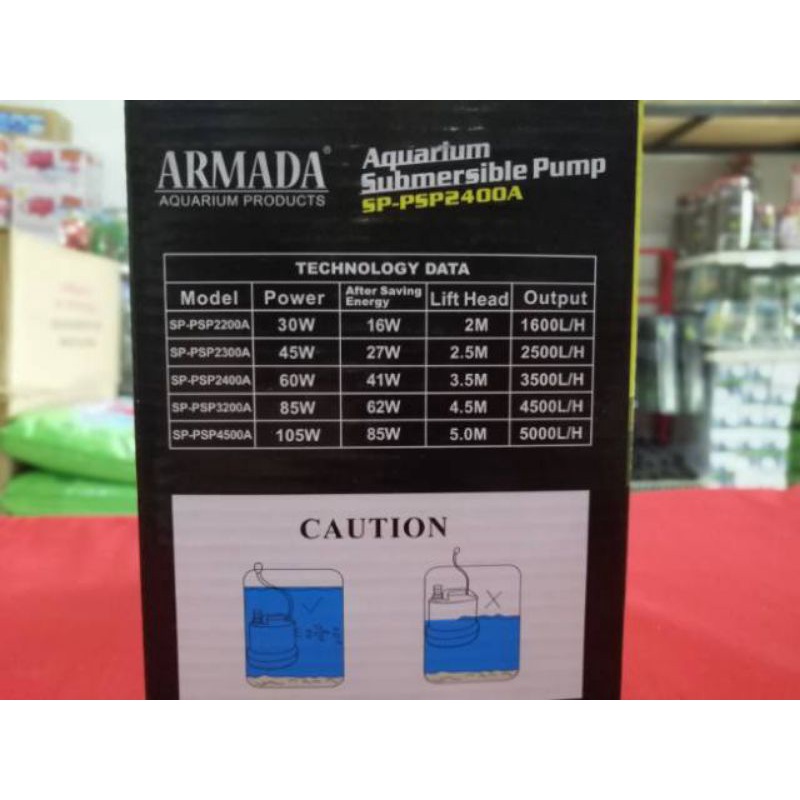 ARMADA®
AQUARIUM PRODUCTS
Aquarium
Submersible Pump
SP-PSP2400A
TECHNOLOGY DATA
Model Power After Saving Energy Lift Head Output
SP-PSP2200A 30W 16W 2M 1600L/H
SP-PSP2300A 45W 27W 2.5M 2500L/H
SP-PSP2400A 60W 41W 3.5M 3500L/H
SP-PSP3200A 85W 62W 4.5M 4500L/H
SP-PSP4500A 105W 85W 5.0M 5000L/H
CAUTION